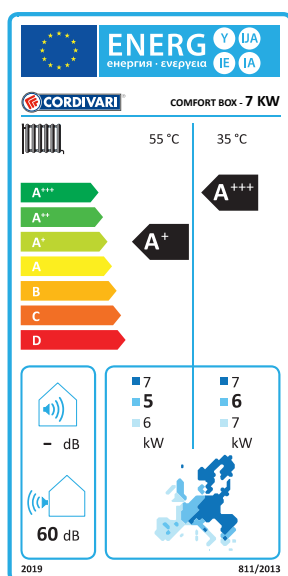 ENERG Y IJA
енергия · ενεργεια IE IA
CORDIVARI COMFORT BOX - 7 KW
55 °C 35 °C
A+++
A+++
A++
A+
A+
A
B
C
D
7 7
5 6
6 7
kW kW
– dB
60 dB
2019 811/2013